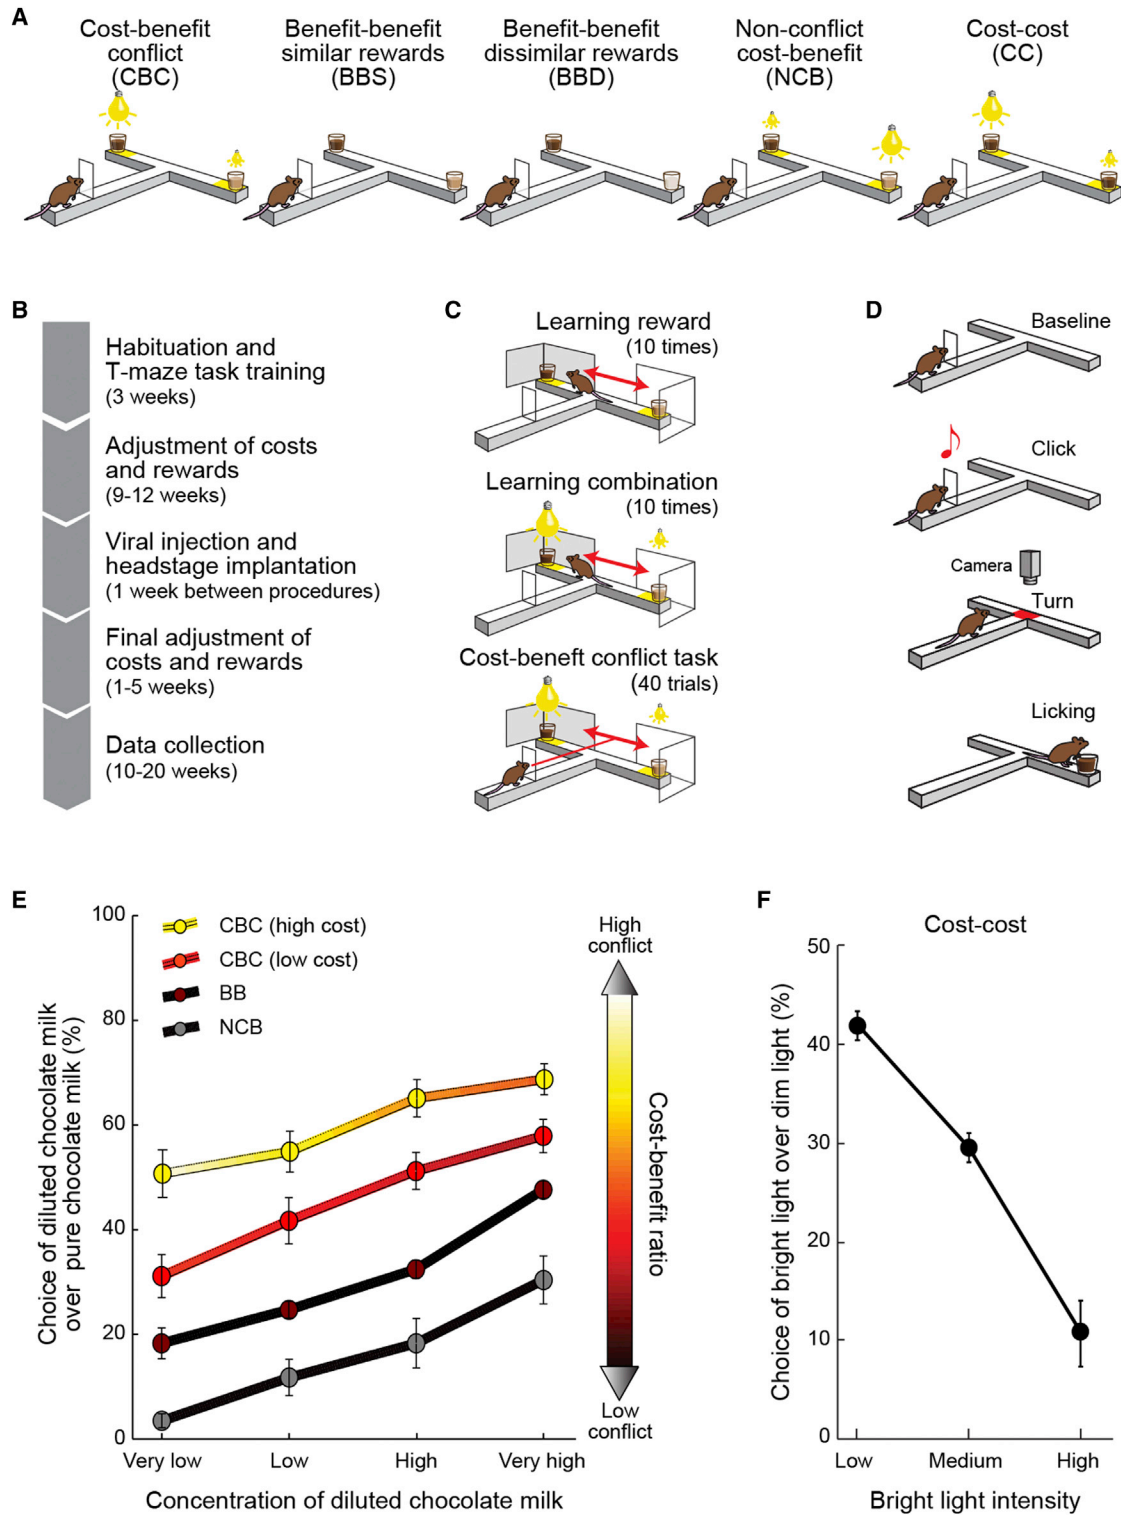 A
Cost-benefit
conflict
(CBC)
Benefit-benefit
similar rewards
(BBS)
Benefit-benefit
dissimilar rewards
(BBD)
Non-conflict
cost-benefit
(NCB)
Cost-cost
(CC)
B
Habituation and
T-maze task training
(3 weeks)
Adjustment of costs
and rewards
(9-12 weeks)
Viral injection and
headstage implantation
(1 week between procedures)
Final adjustment of
costs and rewards
(1-5 weeks)
Data collection
(10-20 weeks)
C
Learning reward
(10 times)
Learning combination
(10 times)
Cost-beneft conflict task
(40 trials)
D
Baseline
Click
Camera
Turn
Licking
E
Choice of diluted chocolate milk
over pure chocolate milk (%)
100
80
60
40
20
0
CBC (high cost)
CBC (low cost)
BB
NCB
Very low
Low
High
Very high
Concentration of diluted chocolate milk
High
conflict
Cost-benefit ratio
Low
conflict
F
Cost-cost
Choice of bright light over dim light (%)
50
40
30
20
10
0
Low
Medium
High
Bright light intensity